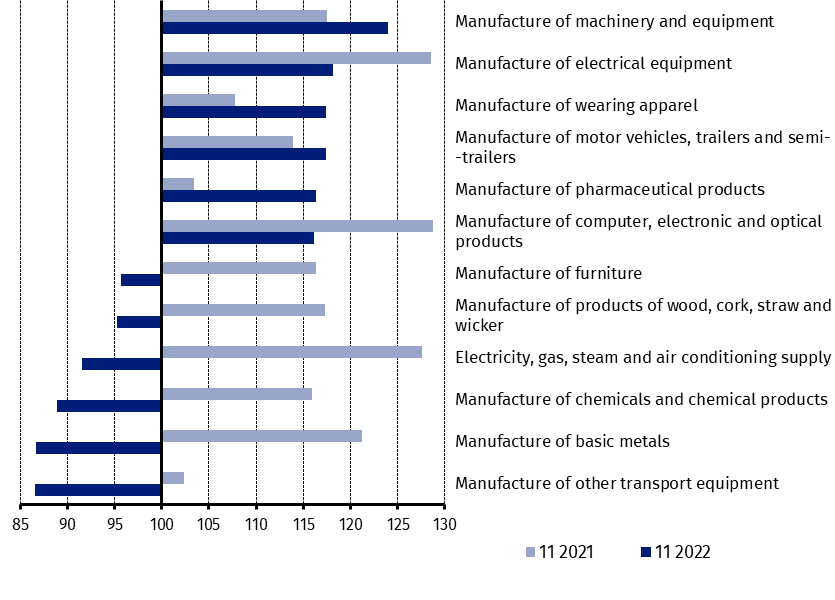 Manufacture of machinery and equipment
Manufacture of electrical equipment
Manufacture of wearing apparel
Manufacture of motor vehicles, trailers and semi-
-trailers
Manufacture of pharmaceutical products
Manufacture of computer, electronic and optical
products
Manufacture of furniture
Manufacture of products of wood, cork, straw and
wicker
Electricity, gas, steam and air conditioning supply
Manufacture of chemicals and chemical products
Manufacture of basic metals
Manufacture of other transport equipment
85 90 95 100 105 110 115 120 125 130
11 2021 11 2022